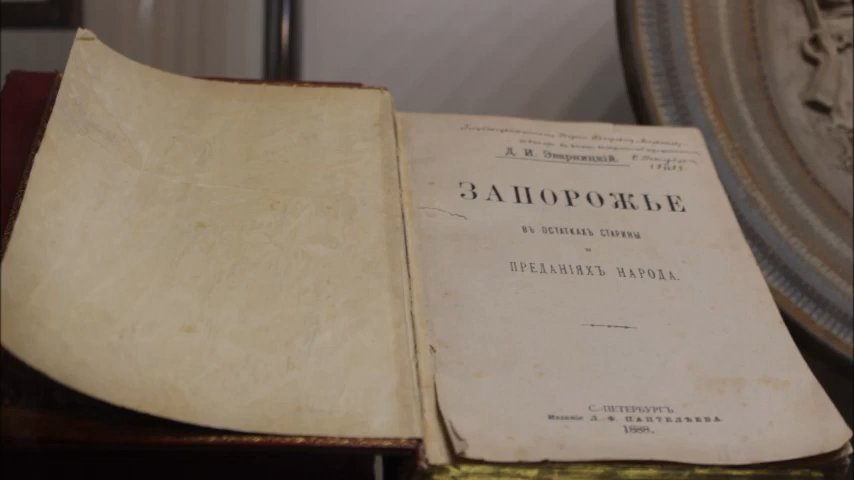 Д. И. Эварницкій.
ЗАПОРОЖЬЕ
ВЪ ОСТАТКАХЪ СТАРИНЫ
и
ПРЕДАНІЯХЪ НАРОДА.
С.-ПЕТЕРБУРГЪ.
Изданіе Л. Ф. ПАНТЕЛѢЕВА.
1888.